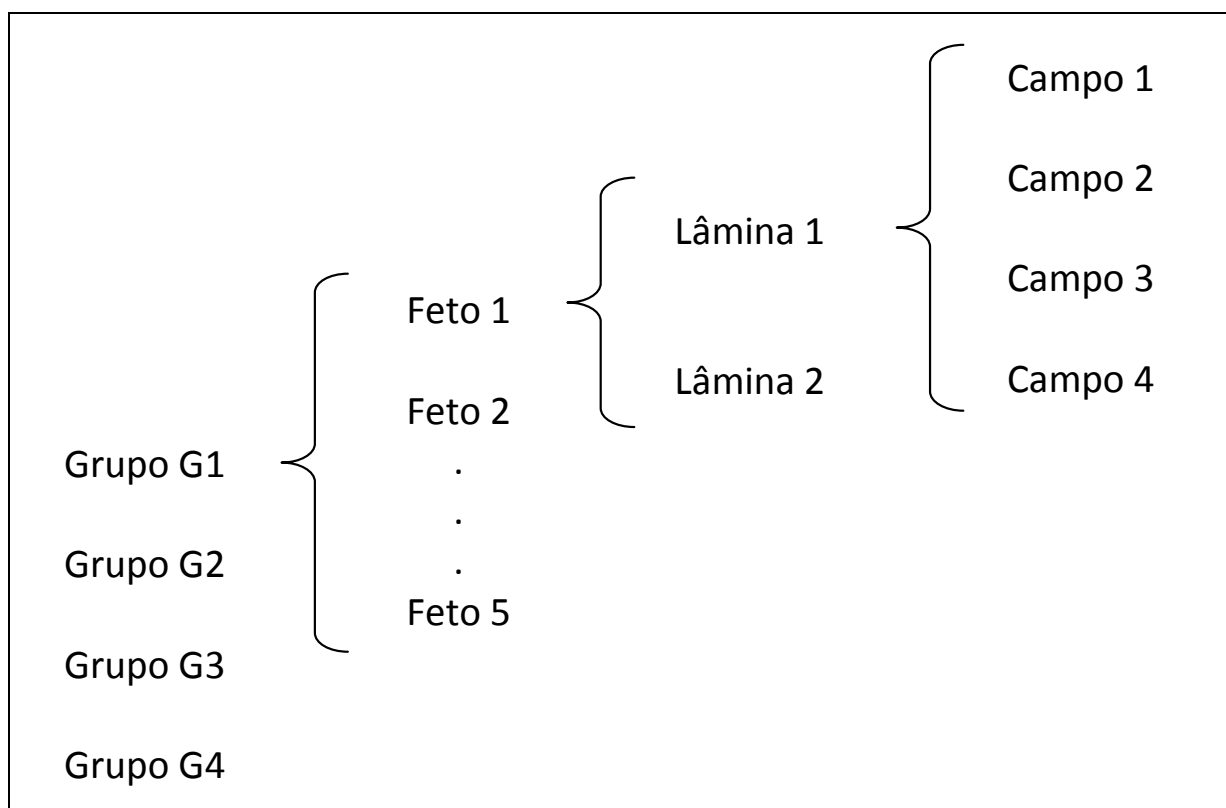 Grupo G1
Grupo G2
Grupo G3
Grupo G4
Feto 1
Feto 2
.
.
.
Feto 5
Lâmina 1
Lâmina 2
Campo 1
Campo 2
Campo 3
Campo 4